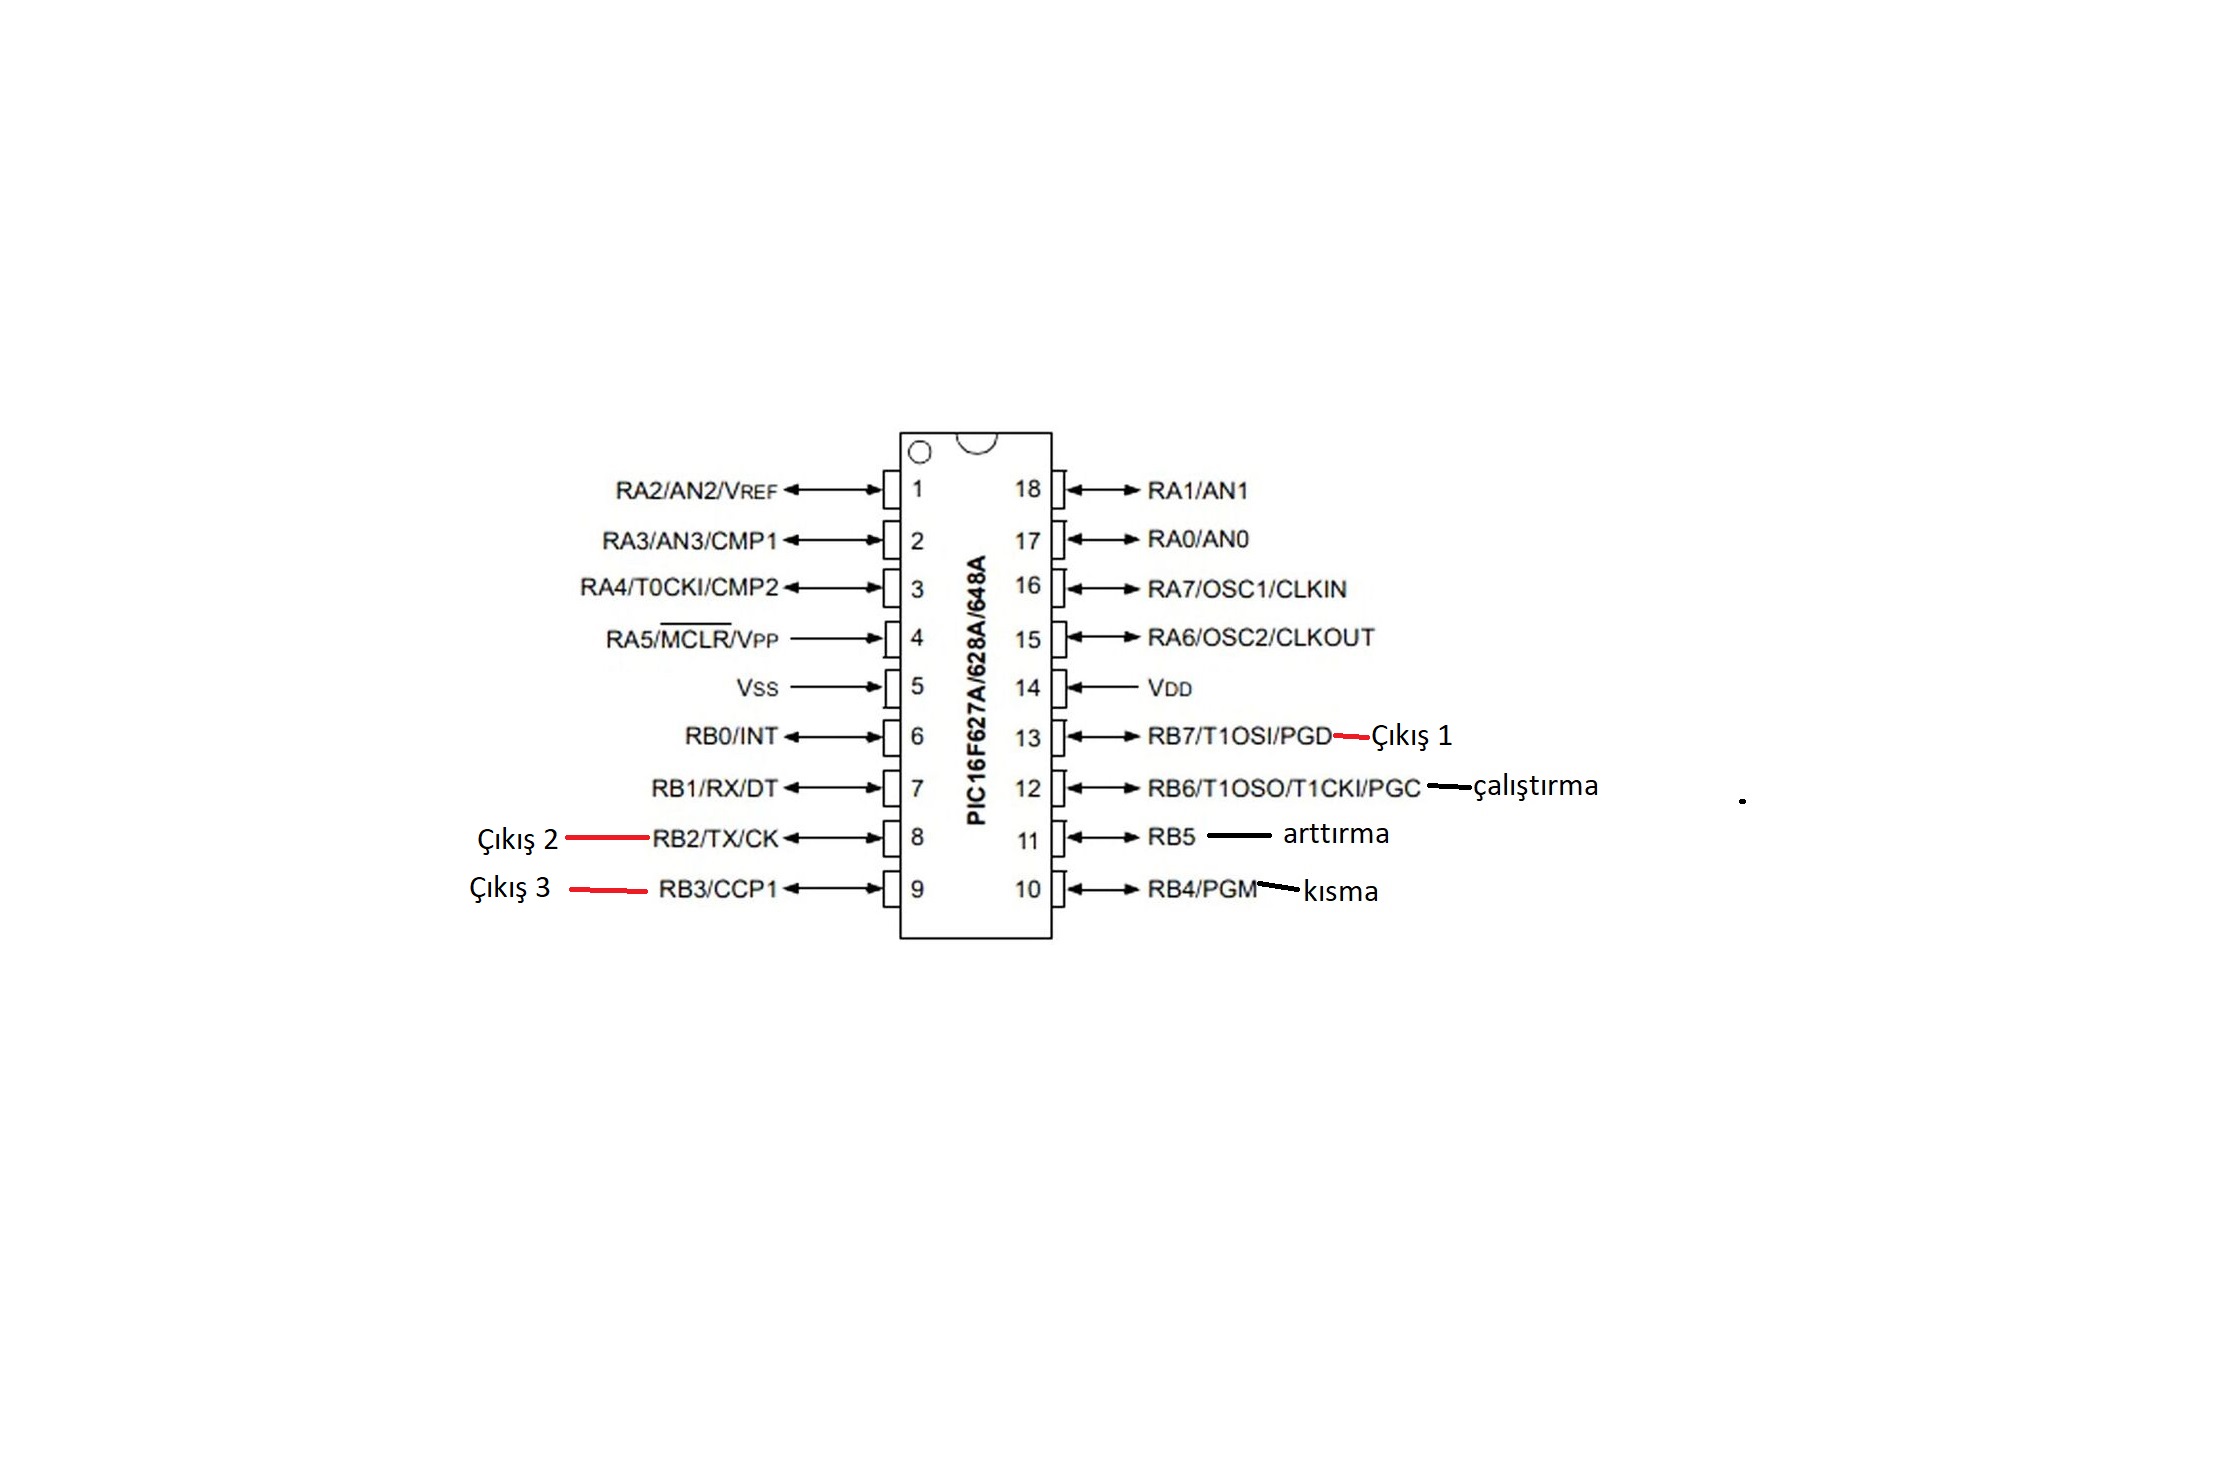 RA2/AN2/VREF 1 18 RA1/AN1
RA3/AN3/CMP1 2 17 RA0/AN0
RA4/T0CKI/CMP2 3 16 RA7/OSC1/CLKIN
RA5/MCLR/VPP 4 15 RA6/OSC2/CLKOUT
VSS 5 14 VDD
RB0/INT 6 13 RB7/T1OSI/PGD Çıkış 1
RB1/RX/DT 7 12 RB6/T1OSO/T1CKI/PGC çalıştırma
Çıkış 2 RB2/TX/CK 8 11 RB5 arttırma
Çıkış 3 RB3/CCP1 9 10 RB4/PGM kısma
PIC16F627A/628A/648A